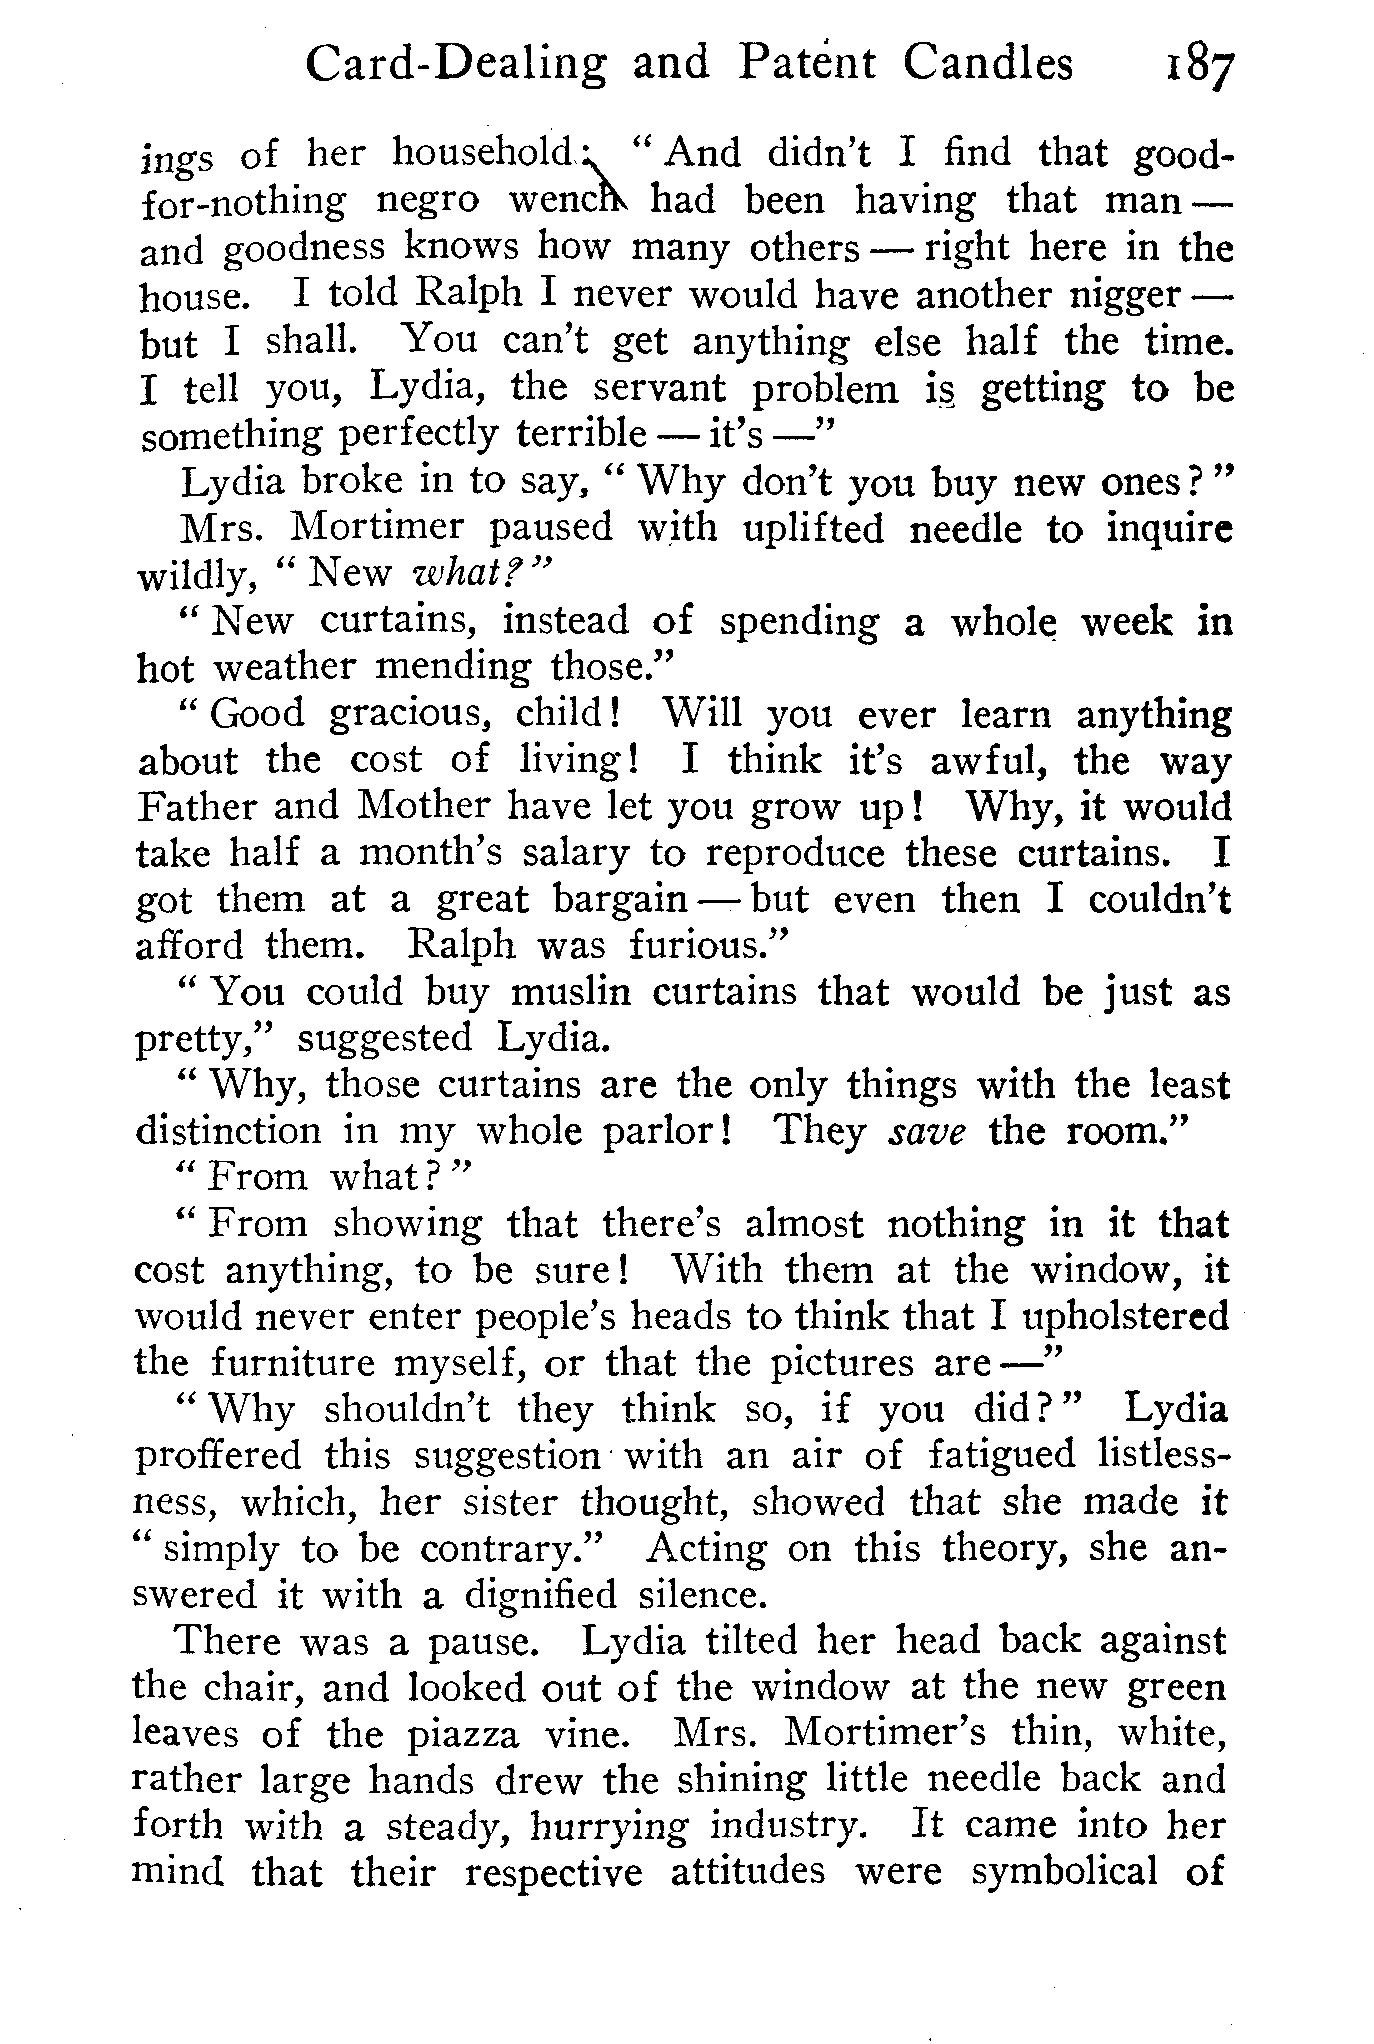 Card-Dealing and Patent Candles 187
ings of her household: " And didn't I find that good-
for-nothing negro wench had been having that man —
and goodness knows how many others — right here in the
house. I told Ralph I never would have another nigger —
but I shall. You can't get anything else half the time.
I tell you, Lydia, the servant problem is getting to be
something perfectly terrible — it's —"
Lydia broke in to say, " Why don't you buy new ones? "
Mrs. Mortimer paused with uplifted needle to inquire
wildly, " New what? "
" New curtains, instead of spending a whole week in
hot weather mending those."
" Good gracious, child! Will you ever learn anything
about the cost of living! I think it's awful, the way
Father and Mother have let you grow up! Why, it would
take half a month's salary to reproduce these curtains. I
got them at a great bargain — but even then I couldn't
afford them. Ralph was furious."
" You could buy muslin curtains that would be just as
pretty," suggested Lydia.
" Why, those curtains are the only things with the least
distinction in my whole parlor! They save the room."
" From what? "
" From showing that there's almost nothing in it that
cost anything, to be sure! With them at the window, it
would never enter people's heads to think that I upholstered
the furniture myself, or that the pictures are —"
" Why shouldn't they think so, if you did? " Lydia
proffered this suggestion with an air of fatigued listless-
ness, which, her sister thought, showed that she made it
" simply to be contrary." Acting on this theory, she an-
swered it with a dignified silence.
There was a pause. Lydia tilted her head back against
the chair, and looked out of the window at the new green
leaves of the piazza vine. Mrs. Mortimer's thin, white,
rather large hands drew the shining little needle back and
forth with a steady, hurrying industry. It came into her
mind that their respective attitudes were symbolical of